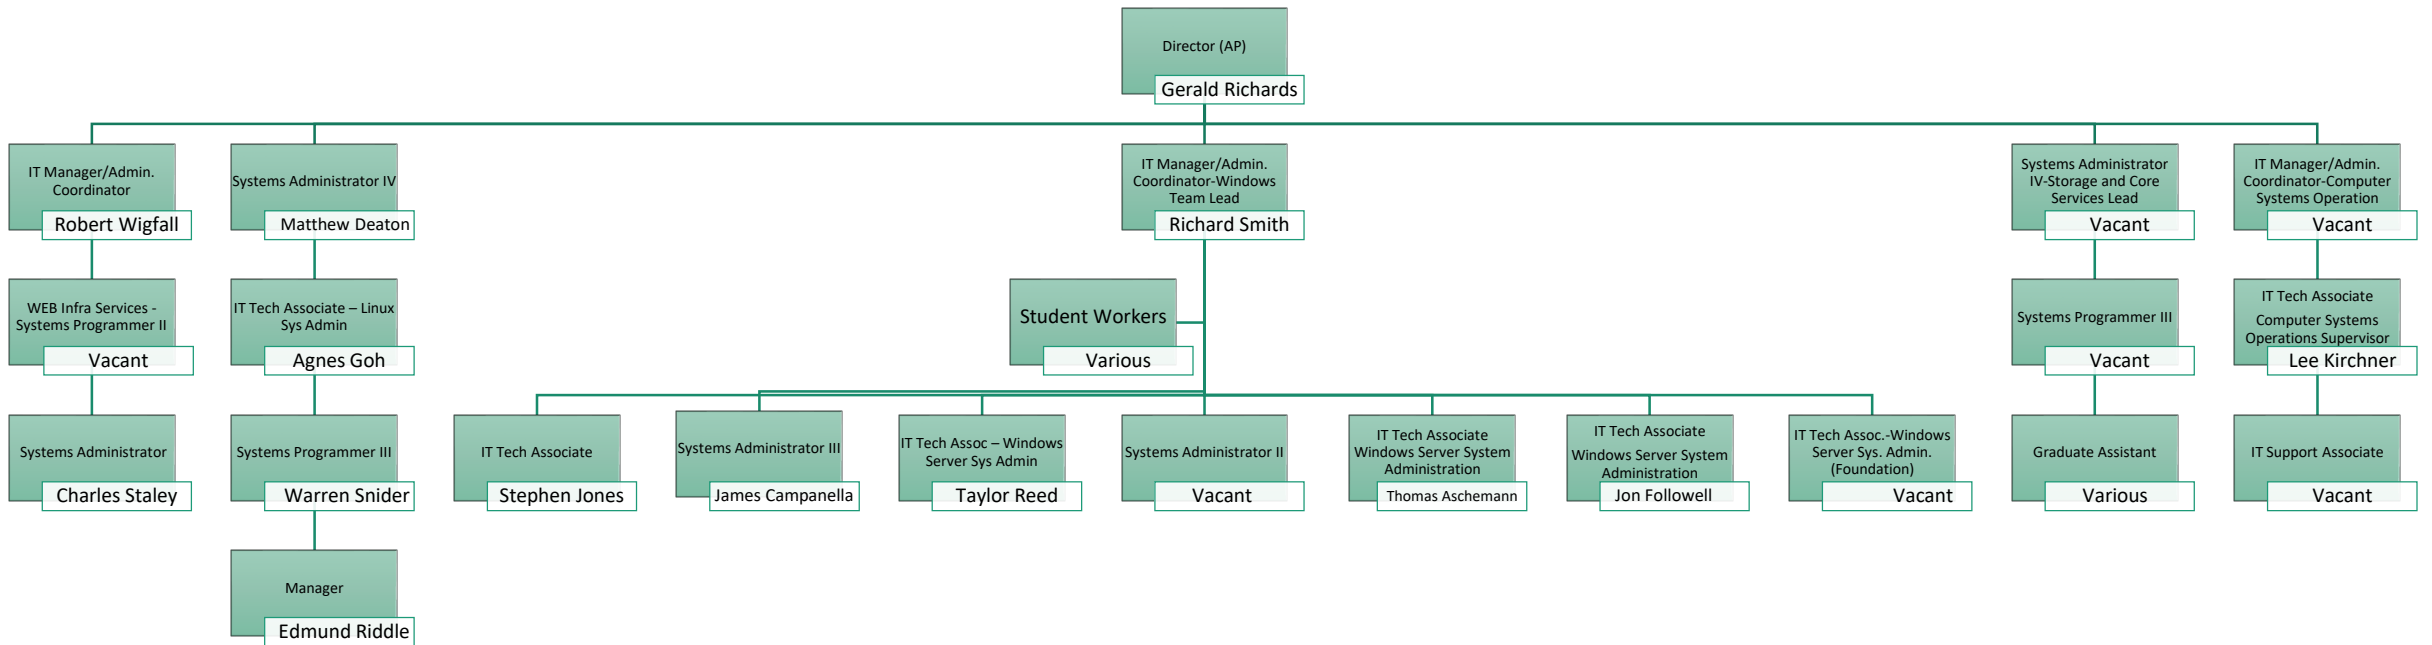 Director (AP)
Gerald Richards
IT Manager/Admin.
Coordinator
Robert Wigfall
Systems Administrator IV
Matthew Deaton
IT Manager/Admin.
Coordinator-Windows
Team Lead
Richard Smith
Systems Administrator
IV-Storage and Core
Services Lead
Vacant
IT Manager/Admin.
Coordinator-Computer
Systems Operation
Vacant
WEB Infra Services -
Systems Programmer II
Vacant
IT Tech Associate – Linux
Sys Admin
Agnes Goh
Student Workers
Various
Systems Programmer III
Vacant
IT Tech Associate
Computer Systems
Operations Supervisor
Lee Kirchner
Systems Administrator
Charles Staley
Systems Programmer III
Warren Snider
IT Tech Associate
Stephen Jones
Systems Administrator III
James Campanella
IT Tech Assoc – Windows
Server Sys Admin
Taylor Reed
Systems Administrator II
Vacant
IT Tech Associate
Windows Server System
Administration
Thomas Aschemann
IT Tech Associate
Windows Server System
Administration
Jon Followell
IT Tech Assoc.-Windows
Server Sys. Admin.
(Foundation)
Vacant
Graduate Assistant
Various
IT Support Associate
Vacant
Manager
Edmund Riddle